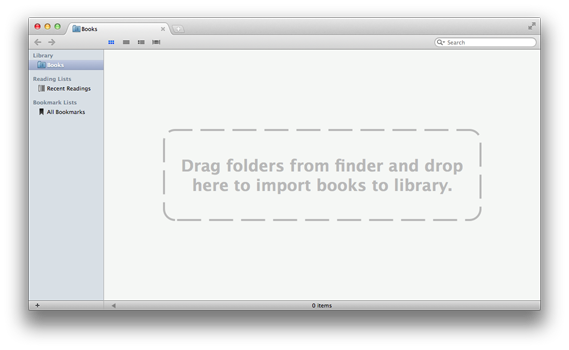 Books
Search
Library
Books
Reading Lists
Recent Readings
Bookmark Lists
All Bookmarks
Drag folders from finder and drop
here to import books to library.
0 items